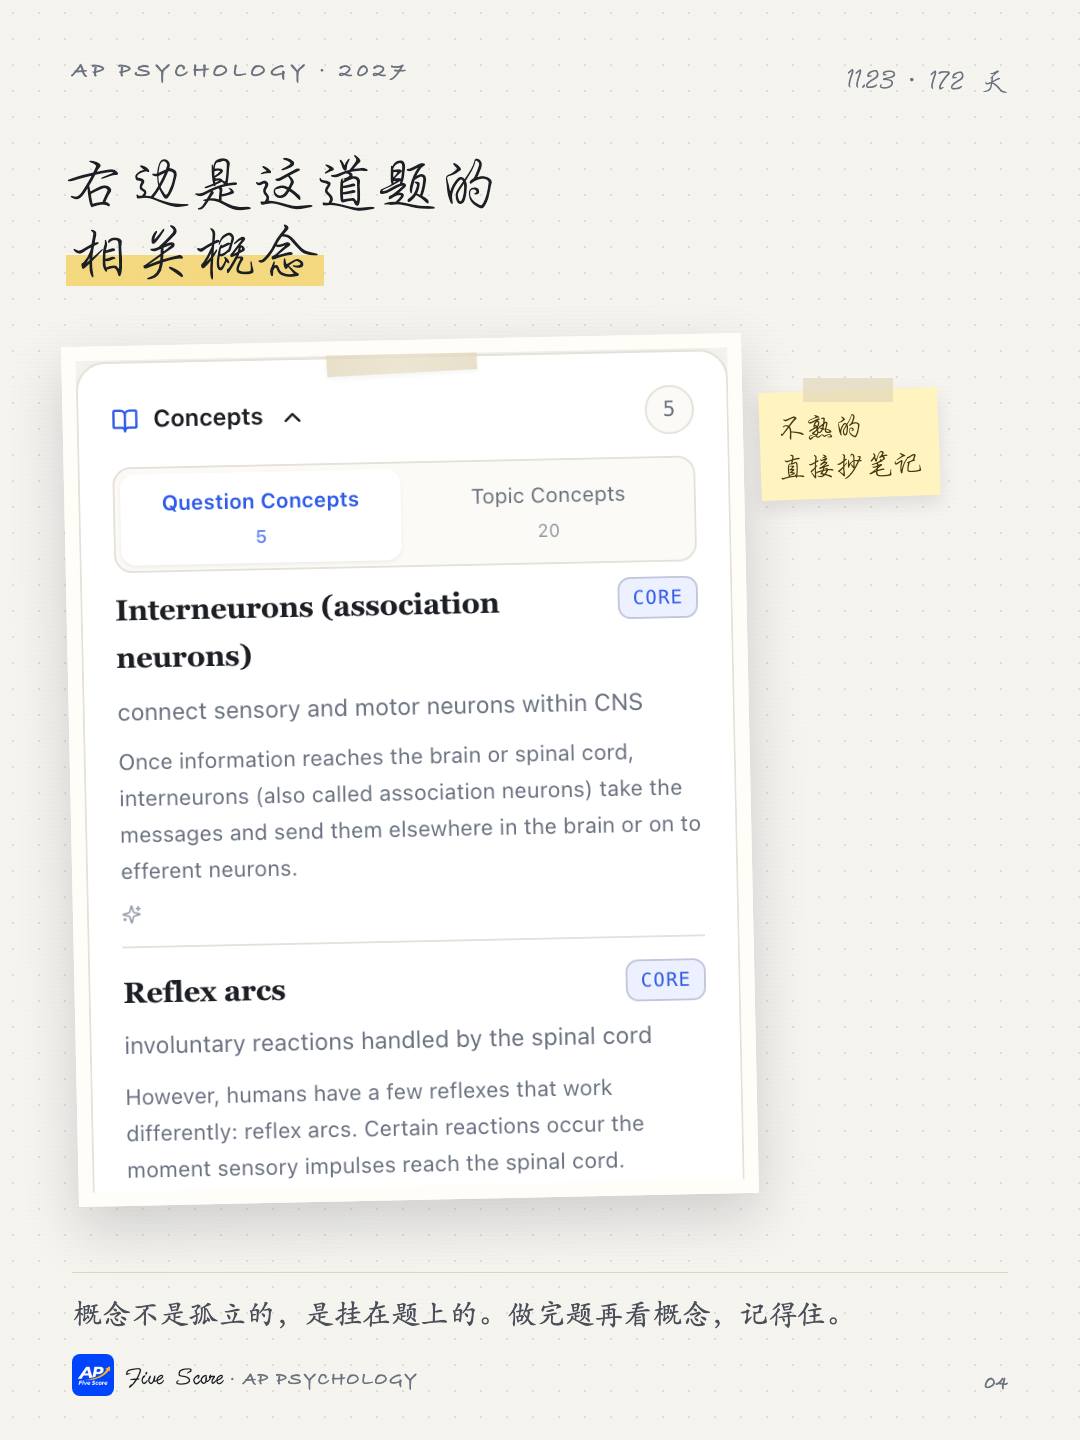 AP PSYCHOLOGY · 2027
11.23 · 172 天
右边是这道题的
相关概念
Concepts
5
Question Concepts
5
Topic Concepts
20
不熟的
直接抄笔记
Interneurons (association
neurons)
CORE
connect sensory and motor neurons within CNS
Once information reaches the brain or spinal cord,
interneurons (also called association neurons) take the
messages and send them elsewhere in the brain or on to
efferent neurons.
Reflex arcs
CORE
involuntary reactions handled by the spinal cord
However, humans have a few reflexes that work
differently: reflex arcs. Certain reactions occur the
moment sensory impulses reach the spinal cord.
概念不是孤立的，是挂在题上的。做完题再看概念，记得住。
AP
Five Score
Five Score · AP PSYCHOLOGY
04